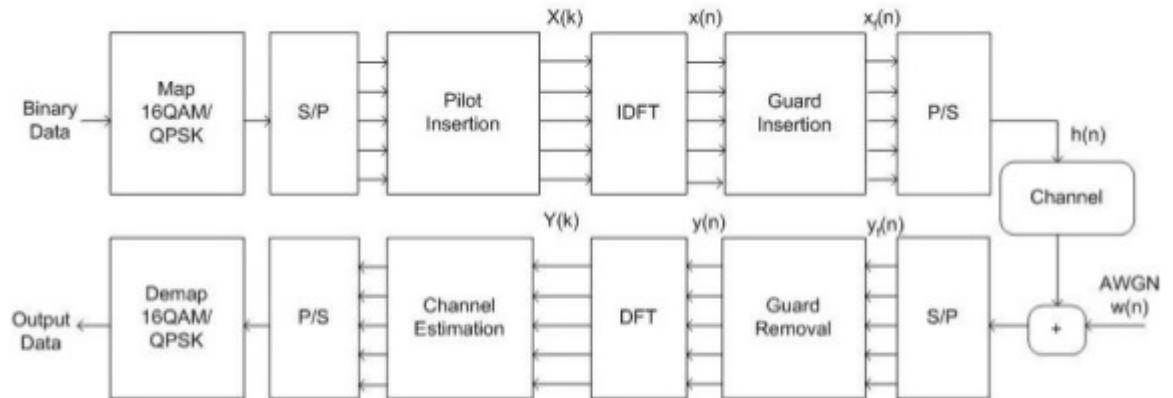 X(k)
x(n)
x_f(n)
Binary
Data
Map
16QAM/
QPSK
S/P
Pilot
Insertion
IDFT
Guard
Insertion
P/S
h(n)
Channel
Y(k)
y(n)
y_f(n)
Output
Data
Demap
16QAM/
QPSK
P/S
Channel
Estimation
DFT
Guard
Removal
S/P
+
AWGN
w(n)